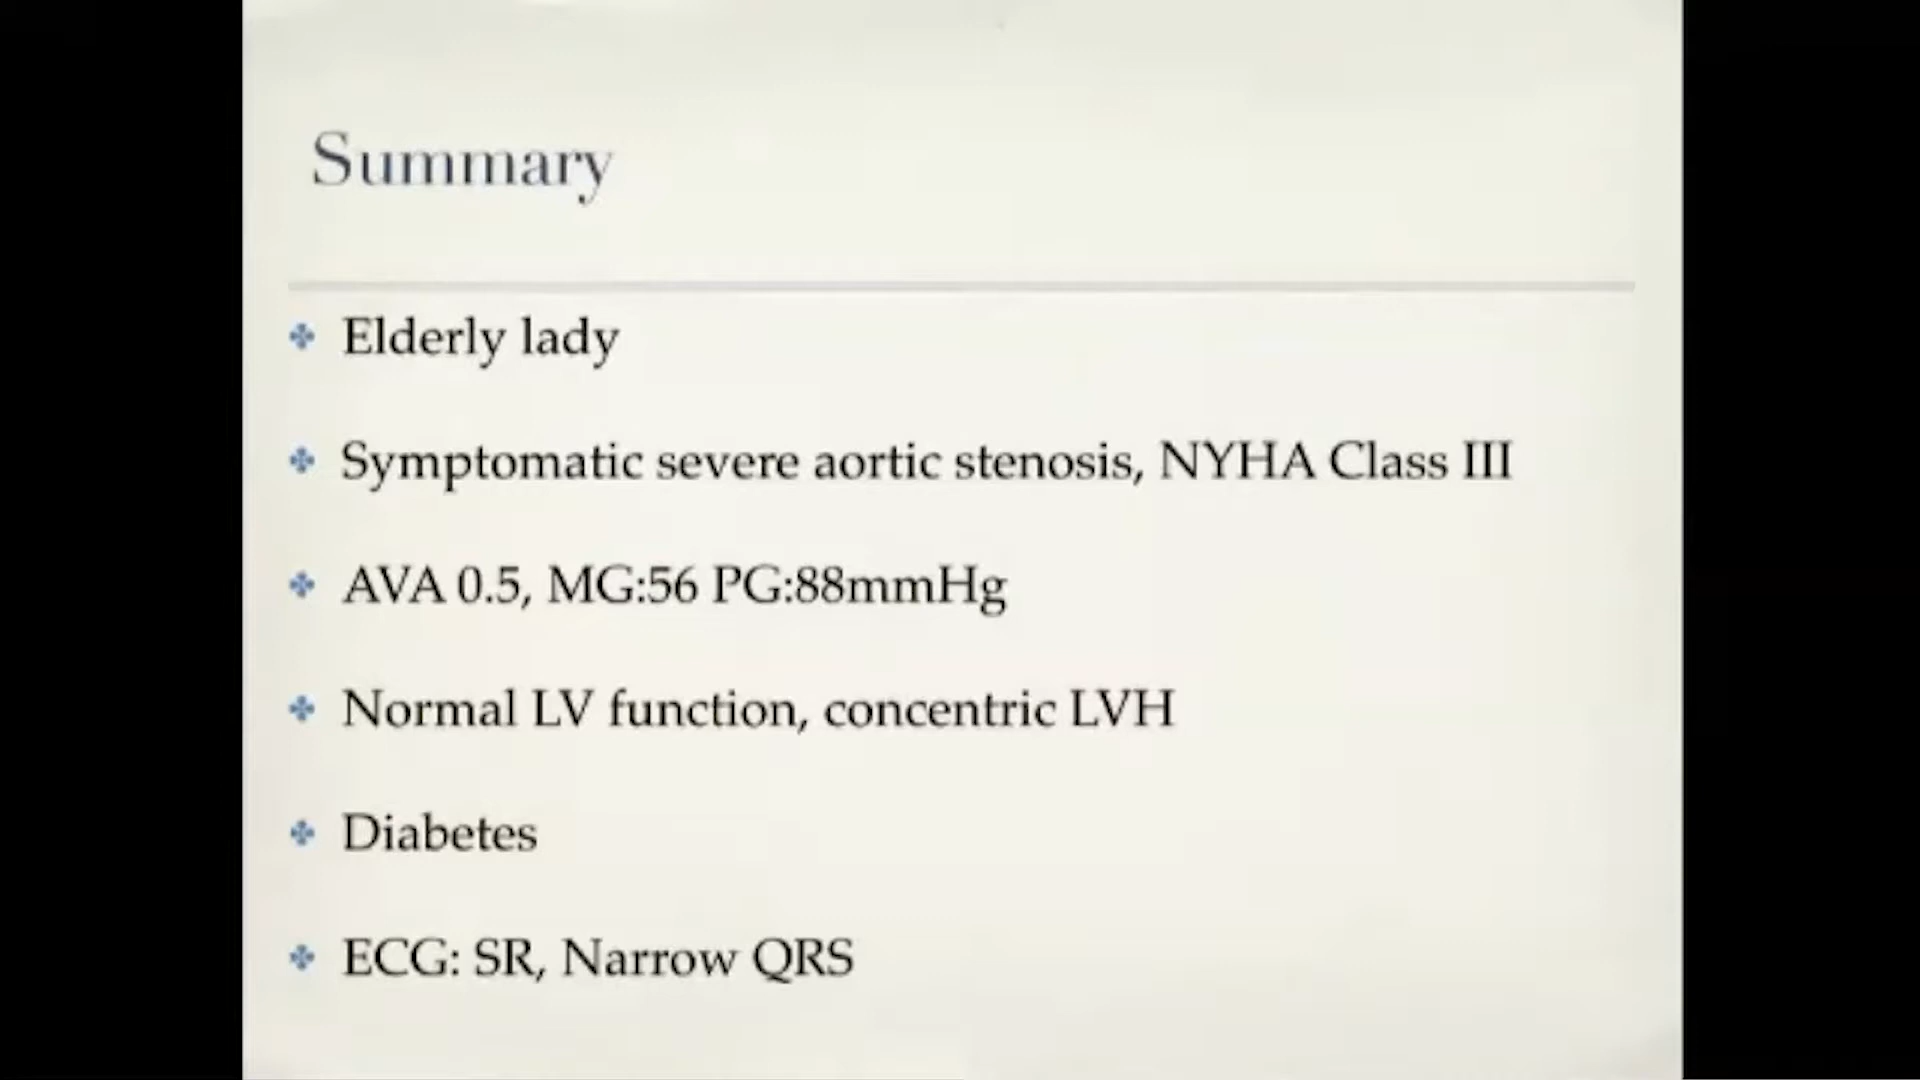 Summary
Elderly lady
Symptomatic severe aortic stenosis, NYHA Class III
AVA 0.5, MG:56 PG:88mmHg
Normal LV function, concentric LVH
Diabetes
ECG: SR, Narrow QRS